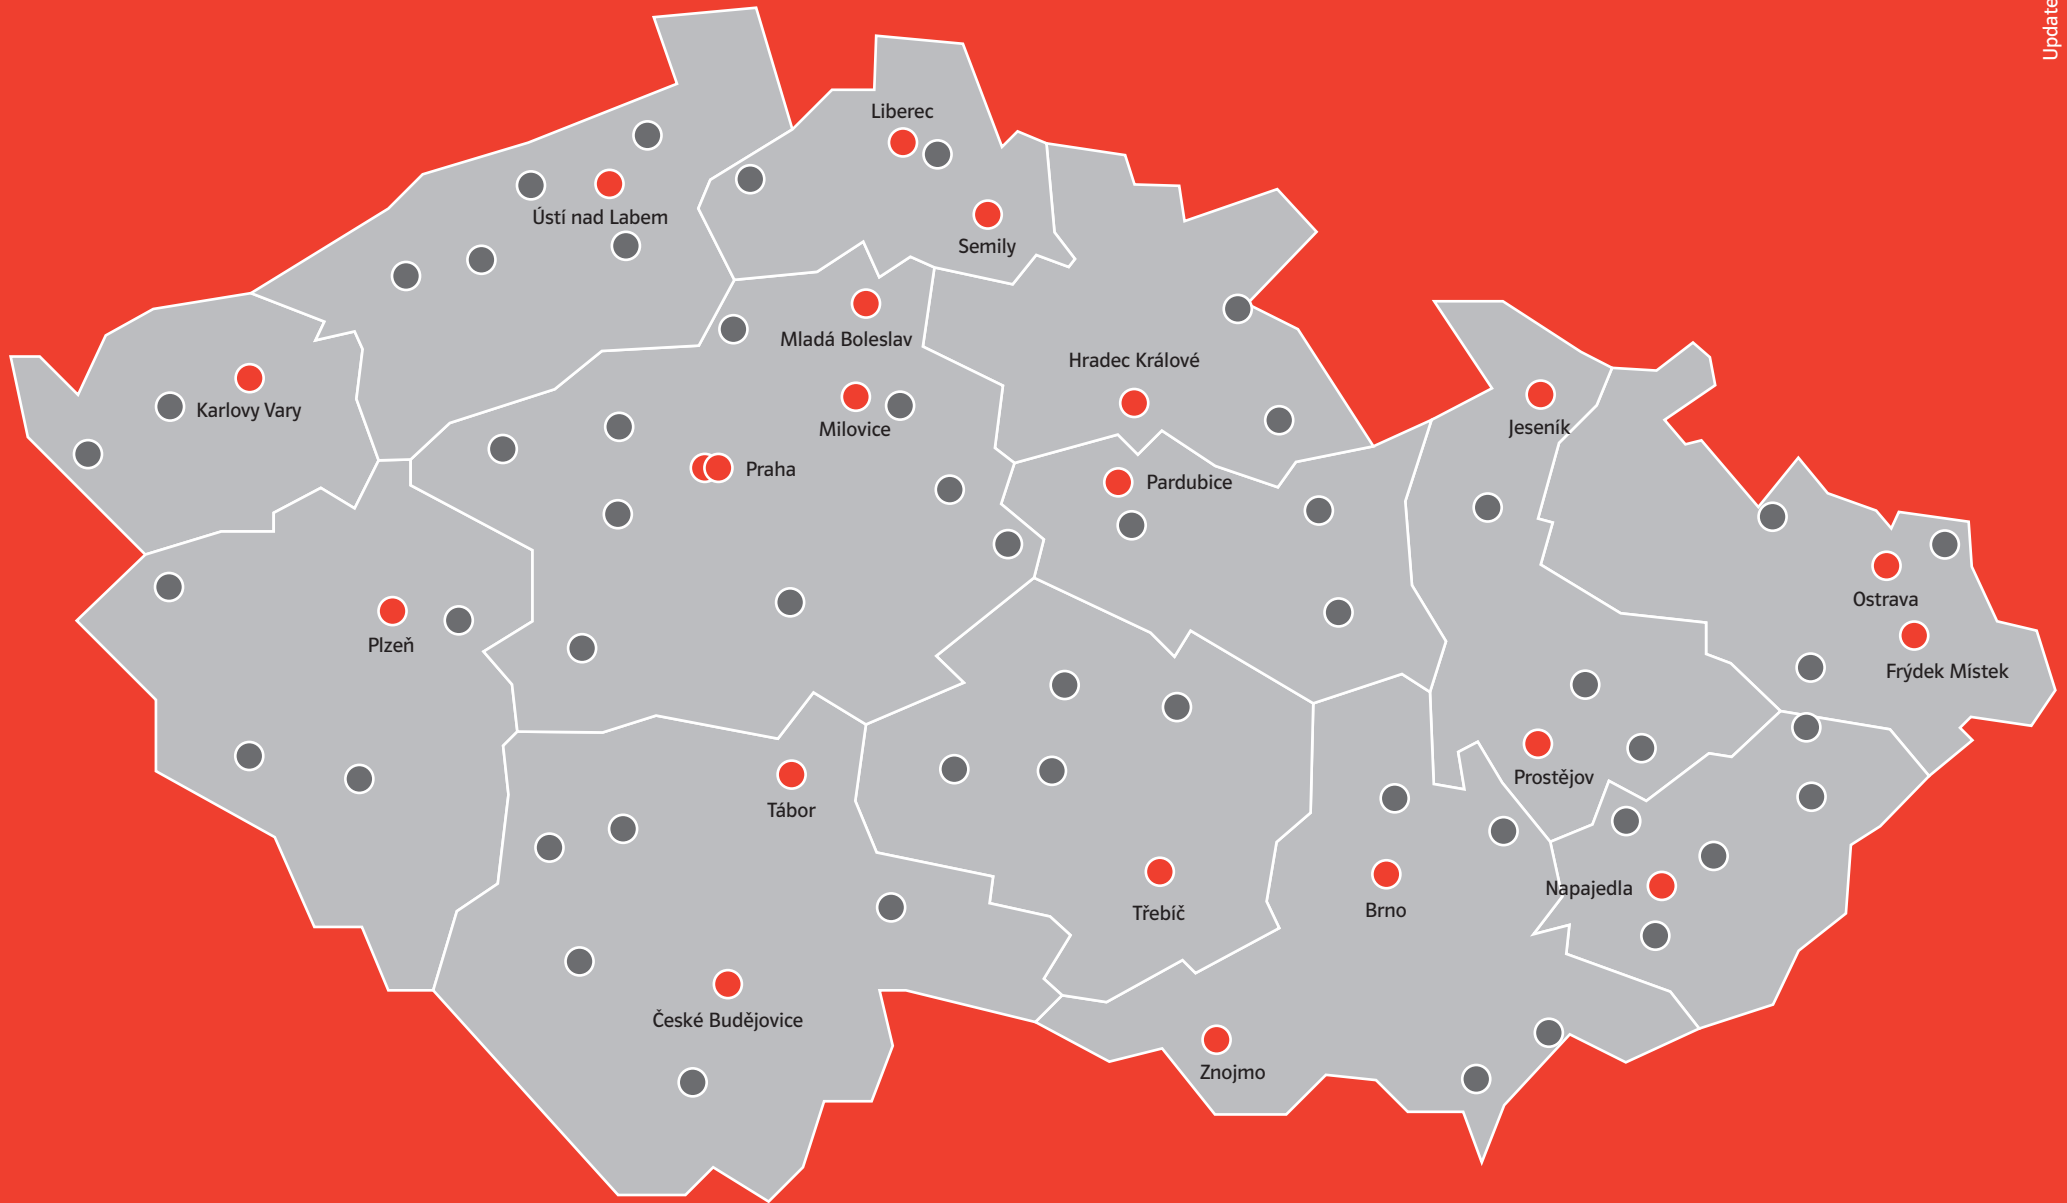 Update
Liberec
Ústí nad Labem
Semily
Mladá Boleslav
Hradec Králové
Karlovy Vary
Milovice
Jeseník
Praha
Pardubice
Ostrava
Plzeň
Frýdek Místek
Prostějov
Tábor
Napajedla
Třebíč
Brno
České Budějovice
Znojmo